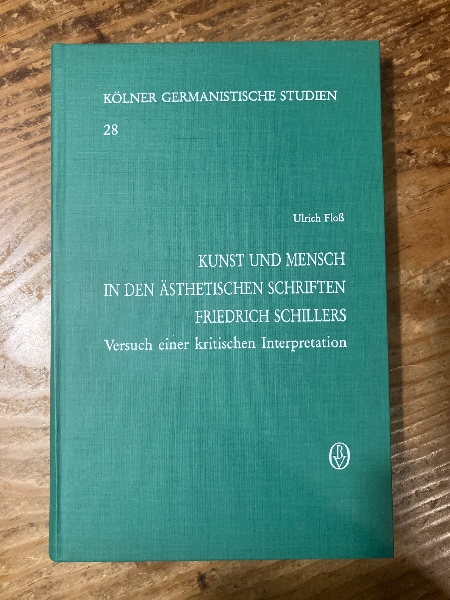 KÖLNER GERMANISTISCHE STUDIEN
28
Ulrich Floß
KUNST UND MENSCH
IN DEN ÄSTHETISCHEN SCHRIFTEN
FRIEDRICH SCHILLERS
Versuch einer kritischen Interpretation
BV